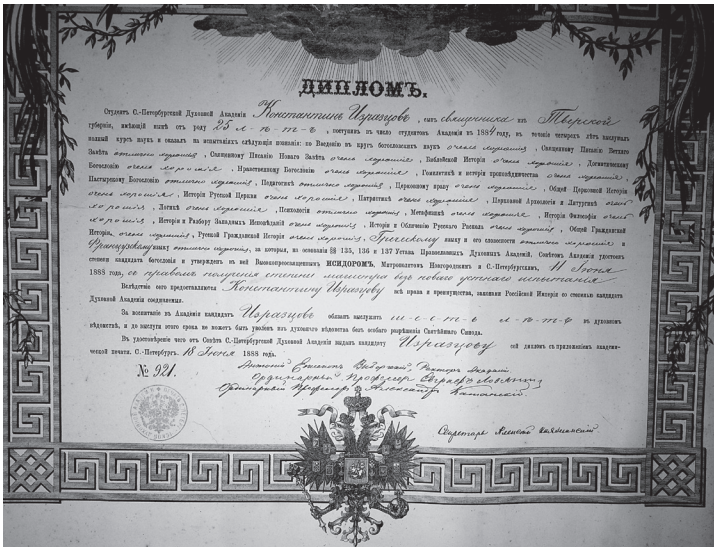 ДИПЛОМЪ.
Студентъ С.-Петербургской Духовной Академіи Константинъ Изразцовъ, сынъ священника изъ Тверской
губерніи, имѣющій нынѣ отъ роду 25 л-ѣ-т-ъ, поступивъ въ число студентовъ Академіи въ 1884 году, въ теченіе четырехъ лѣтъ выслушалъ
полный курсъ наукъ и оказалъ на испытаніяхъ слѣдующія познанія: по Введенію въ кругъ богословскихъ наукъ очень хорошія, Священному Писанію Ветхаго
Завѣта отлично хорошія, Священному Писанію Новаго Завѣта очень хорошія, Библейской Исторіи очень хорошія, Догматическому
Богословію очень хорошія, Нравственному Богословію очень хорошія, Гомилетикѣ и исторіи проповѣдничества очень хорошія,
Пастырскому Богословію отлично хорошія, Педагогикѣ отлично хорошія, Церковному праву очень хорошія, Общей Церковной Исторіи
очень хорошія, Исторіи Русской Церкви очень хорошія, Патристикѣ очень хорошія, Церковной Археологіи и Литургикѣ очень
хорошія, Логикѣ очень хорошія, Психологіи отлично хорошія, Метафизикѣ очень хорошія, Исторіи Философіи очень
хорошія, Исторіи и Разбору Западныхъ Исповѣданій очень хорошія, Исторіи и Обличенію Русскаго Раскола очень хорошія, Общей Гражданской
Исторіи, очень хорошія, Русской Гражданской Исторіи очень хорошія, Греческому языку и его словесности отлично хорошія и
Французскому языку отлично хорошія, за которыя, на основаніи §§ 135, 136 и 137 Устава Православныхъ Духовныхъ Академій, Совѣтомъ Академіи удостоенъ
степени кандидата богословія и утвержденъ въ ней Высокопреосвященнымъ ИСИДОРОМЪ, Митрополитомъ Новгородскимъ и С.-Петербургскимъ, 11 Іюня
1888 года, съ правомъ полученія степени магистра безъ новаго устнаго испытанія
Вслѣдствіе сего предоставляются Константину Изразцову всѣ права и преимущества, законами Россійской Имперіи со степенью кандидата
Духовной Академіи соединяемыя.
За воспитаніе въ Академіи кандидатъ Изразцовъ обязанъ выслужить ш-е-с-т-ь л-ѣ-т-ъ въ духовномъ
вѣдомствѣ, и до выслуги этого срока не можетъ быть уволенъ изъ духовнаго вѣдомства безъ особаго разрѣшенія Святѣйшаго Синода.
Въ удостовѣреніе чего отъ Совѣта С.-Петербургской Духовной Академіи выданъ кандидату Изразцову сей дипломъ съ приложеніемъ академи-
ческой печати. С.-Петербургъ. 18 Іюня 1888 года.
Антоній Епископъ Выборгскій, Ректоръ Академіи
№ 921. Ординарный Профессоръ Евграфъ Ловягинъ
Ординарный Профессоръ Александръ Катанскій.
Секретарь Алексѣй